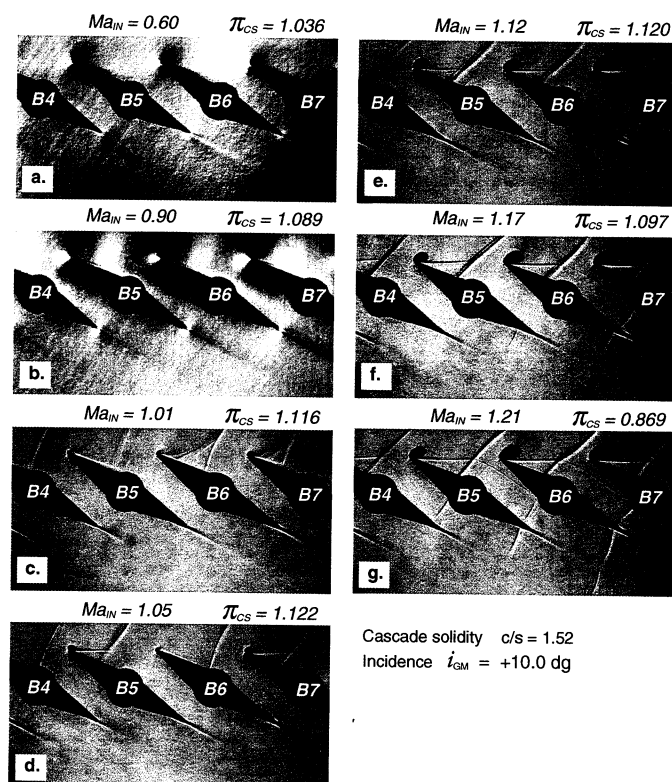 Ma_IN = 0.60 π_CS = 1.036
B4 B5 B6 B7
a.
Ma_IN = 0.90 π_CS = 1.089
B4 B5 B6 B7
b.
Ma_IN = 1.01 π_CS = 1.116
B4 B5 B6 B7
c.
Ma_IN = 1.05 π_CS = 1.122
B4 B5 B6 B7
d.
Ma_IN = 1.12 π_CS = 1.120
B4 B5 B6 B7
e.
Ma_IN = 1.17 π_CS = 1.097
B4 B5 B6 B7
f.
Ma_IN = 1.21 π_CS = 0.869
B4 B5 B6 B7
g.
Cascade solidity c/s = 1.52
Incidence i_GM = +10.0 dg